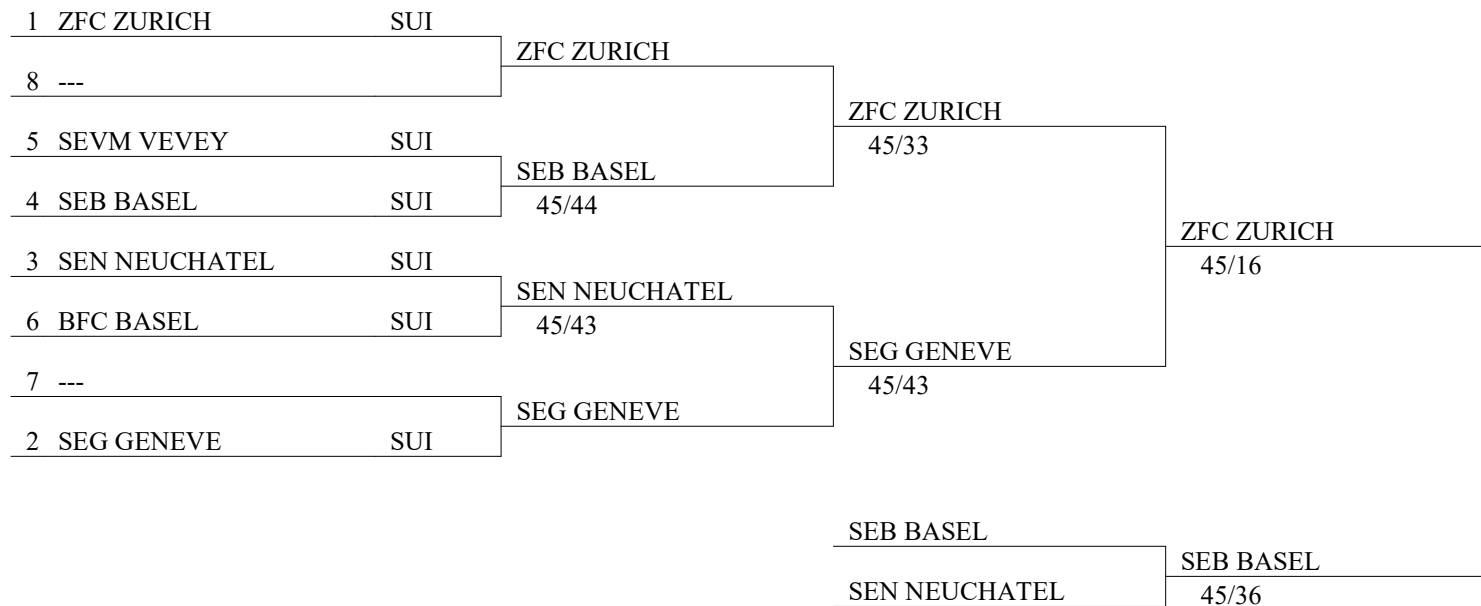 1 ZFC ZURICH SUI
ZFC ZURICH
8 ---
ZFC ZURICH
45/33
5 SEVM VEVEY SUI
SEB BASEL
45/44
4 SEB BASEL SUI
ZFC ZURICH
45/16
3 SEN NEUCHATEL SUI
SEN NEUCHATEL
45/43
6 BFC BASEL SUI
SEG GENEVE
45/43
7 ---
SEG GENEVE
2 SEG GENEVE SUI
SEB BASEL
SEB BASEL
45/36
SEN NEUCHATEL